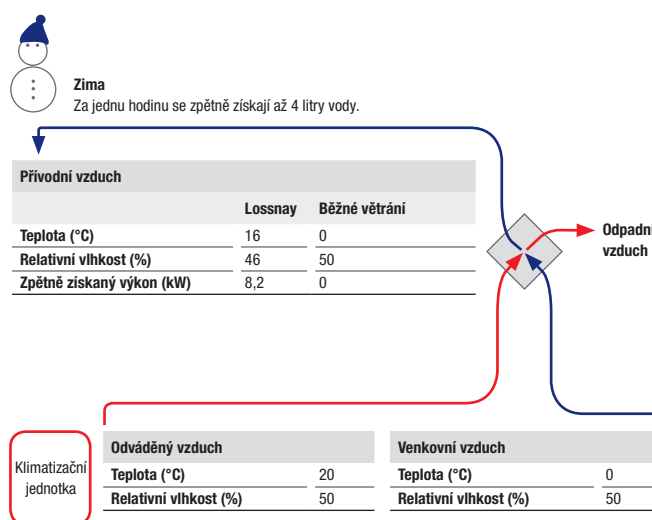 Zima
Za jednu hodinu se zpětně získají až 4 litry vody.
Přívodní vzduch
Lossnay Běžné větrání
Teplota (°C) 16 0
Relativní vlhkost (%) 46 50
Zpětně získaný výkon (kW) 8,2 0
Odpadní
vzduch
Klimatizační
jednotka
Odváděný vzduch
Teplota (°C) 20
Relativní vlhkost (%) 50
Venkovní vzduch
Teplota (°C) 0
Relativní vlhkost (%) 50